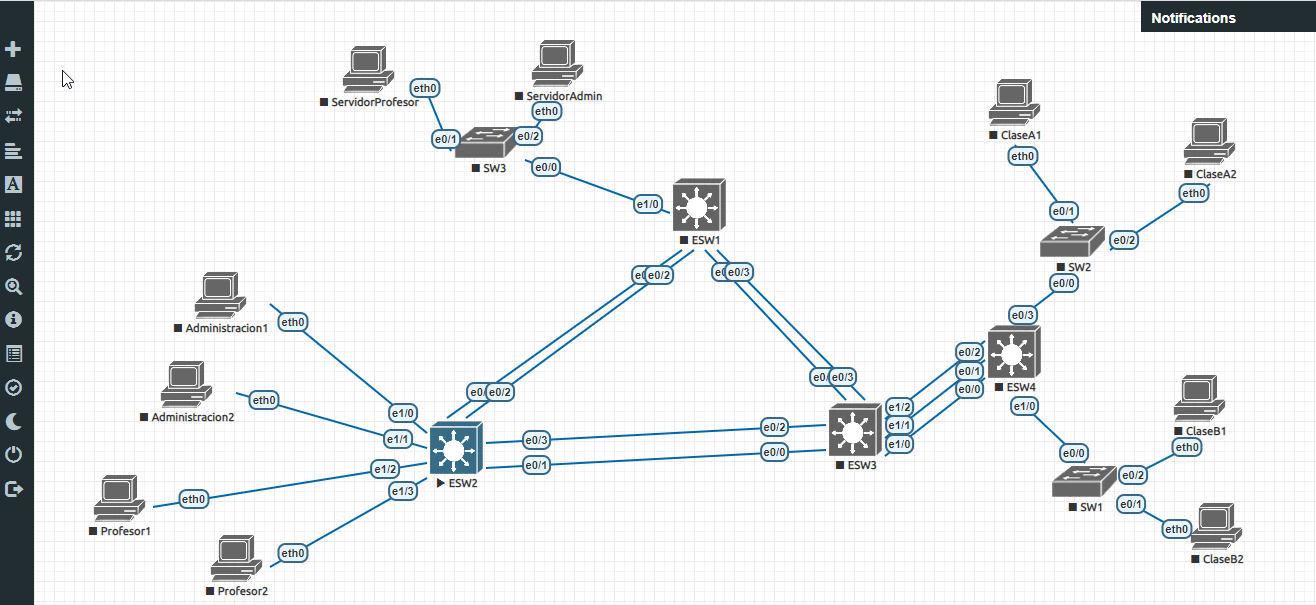 Notifications
ServidorProfesor
eth0
ServidorAdmin
eth0
e0/1
e0/2
SW3
e0/0
e1/0
ESW1
e0/2
e0/3
ClaseA1
eth0
ClaseA2
eth0
e0/1
e0/2
SW2
e0/0
e0/3
Administracion1
eth0
Administracion2
eth0
e1/0
e1/1
e0/2
e0/3
e0/2
e0/1
e0/0
ESW4
e1/0
e1/2
e1/1
e1/0
e0/3
e0/2
e0/1
e0/0
ESW2
ESW3
e1/2
e1/3
Profesor1
eth0
Profesor2
eth0
ClaseB1
eth0
e0/0
e0/2
e0/1
SW1
eth0
ClaseB2